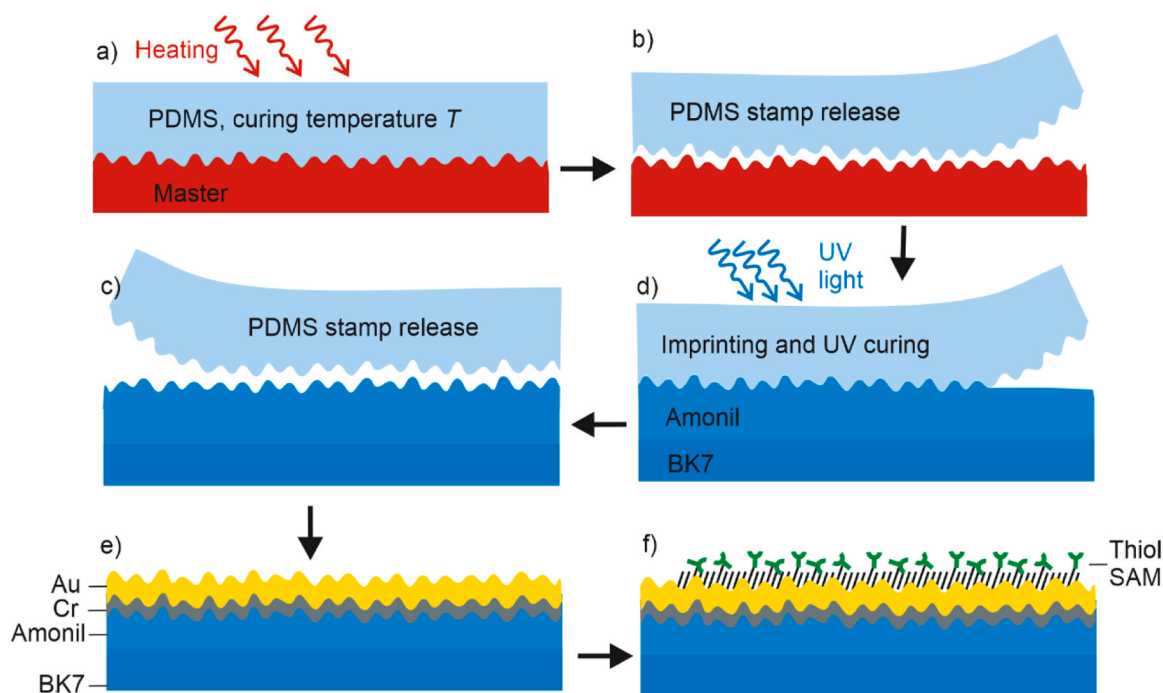 a)
Heating
PDMS, curing temperature T
Master
b)
PDMS stamp release
c)
PDMS stamp release
UV
light
d)
Imprinting and UV curing
Amonil
BK7
e)
Au
Cr
Amonil
BK7
f)
Thiol
SAM